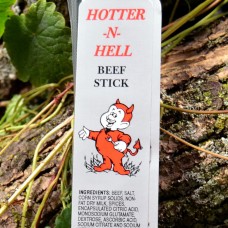 HOTTER
-N-
HELL
BEEF
STICK
INGREDIENTS: BEEF, SALT,
CORN SYRUP SOLIDS, NON-
FAT DRY MILK, SPICES,
ENCAPSULATED CITRIC ACID,
MONOSODIUM GLUTAMATE,
DEXTROSE, ASCORBIC ACID,
SODIUM CITRATE AND SODIUM